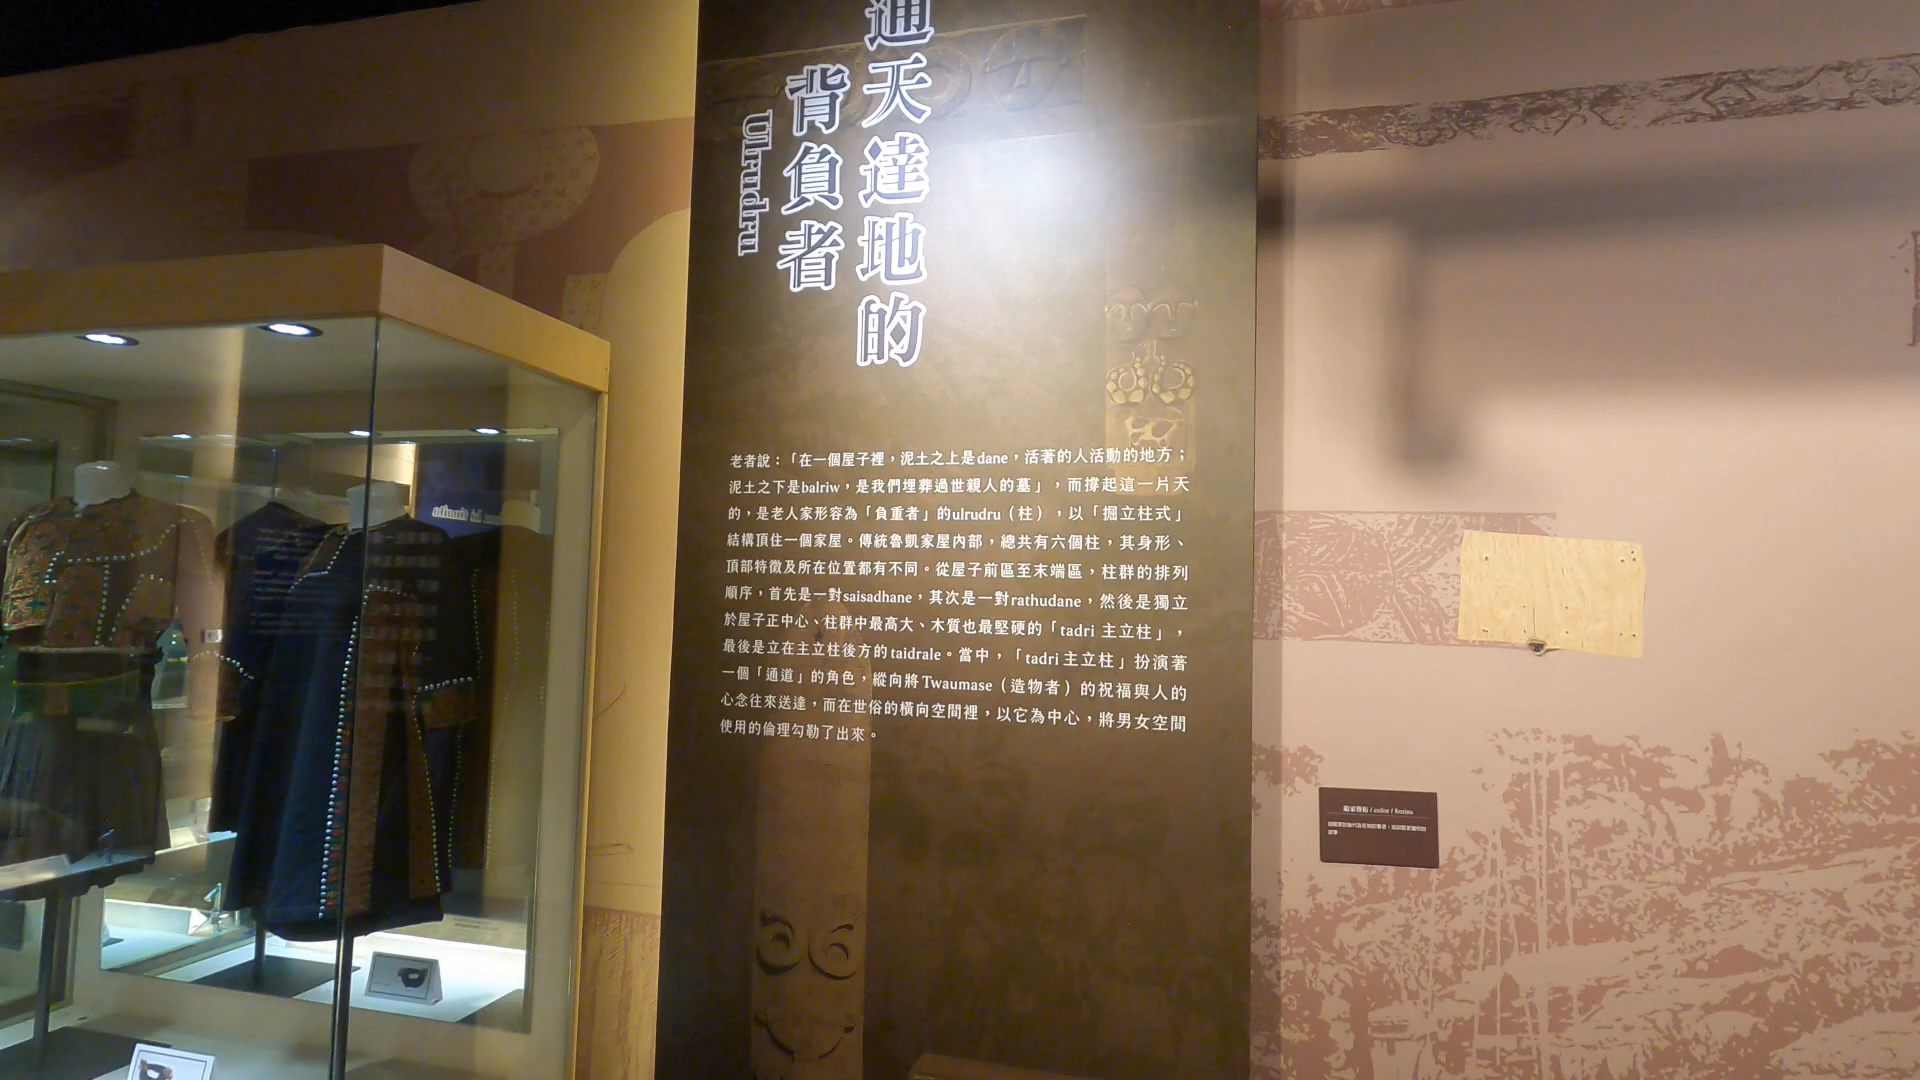 通天達地的
背負者
Ulrudru
老者說：「在一個屋子裡，泥土之上是dane，活著的人活動的地方；
泥土之下是balriw，是我們埋葬過世親人的墓」，而撐起這一片天
的，是老人家形容為「負重者」的ulrudru（柱），以「掘立柱式」
結構頂住一個家屋。傳統魯凱家屋內部，總共有六個柱，其身形、
頂部特徵及所在位置都有不同。從屋子前區至末端區，柱群的排列
順序，首先是一對saisadhane，其次是一對rathudane，然後是獨立
於屋子正中心、柱群中最高大、木質也最堅硬的「tadri 主立柱」，
最後是立在主立柱後方的taidrale。當中，「tadri主立柱」扮演著
一個「通道」的角色，縱向將Twaumase（造物者）的祝福與人的
心念往來送達，而在世俗的橫向空間裡，以它為中心，將男女空間
使用的倫理勾勒了出來。
/ color / 8mins